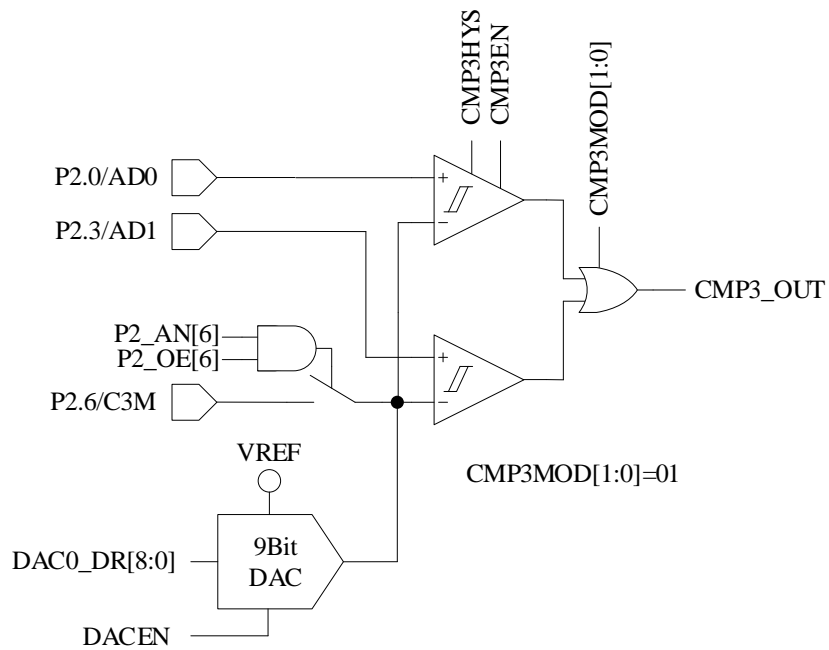 CMP3HYS
CMP3EN
CMP3MOD[1:0]
P2.0/AD0
+
−
P2.3/AD1
CMP3_OUT
P2_AN[6]
P2_OE[6]
+
−
P2.6/C3M
VREF
CMP3MOD[1:0]=01
DAC0_DR[8:0]
9Bit
DAC
DACEN